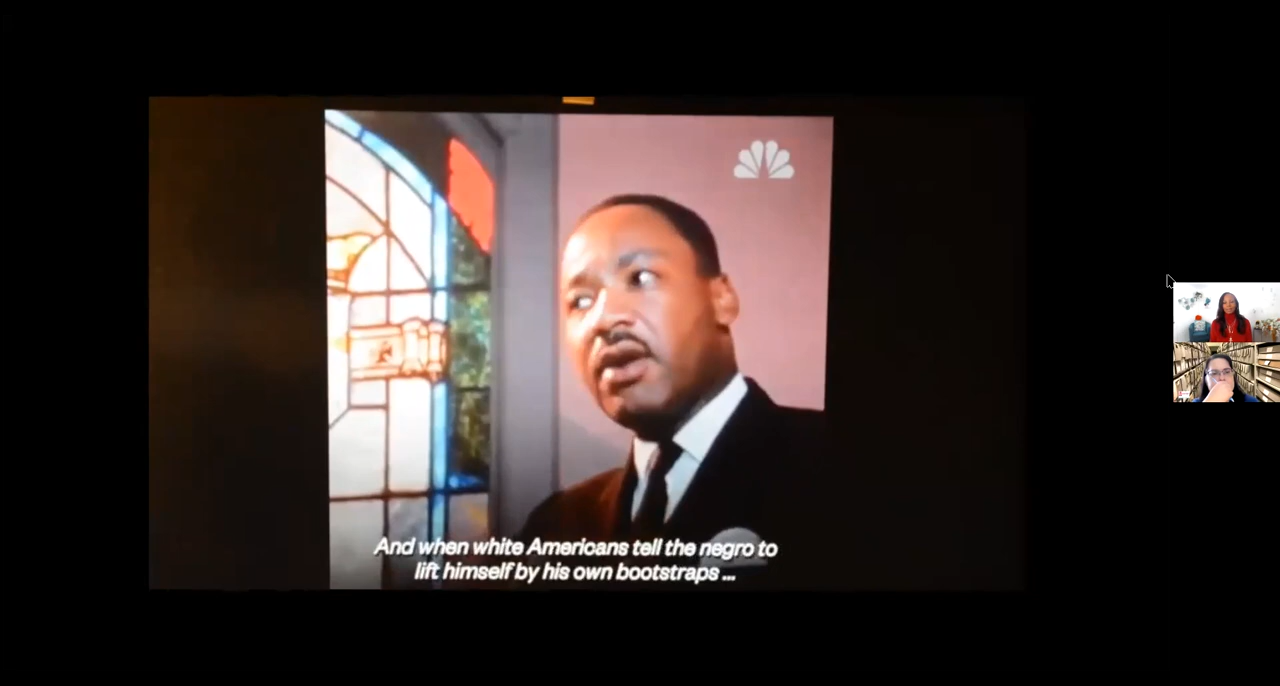 And when white Americans tell the negro to
lift himself by his own bootstraps ...